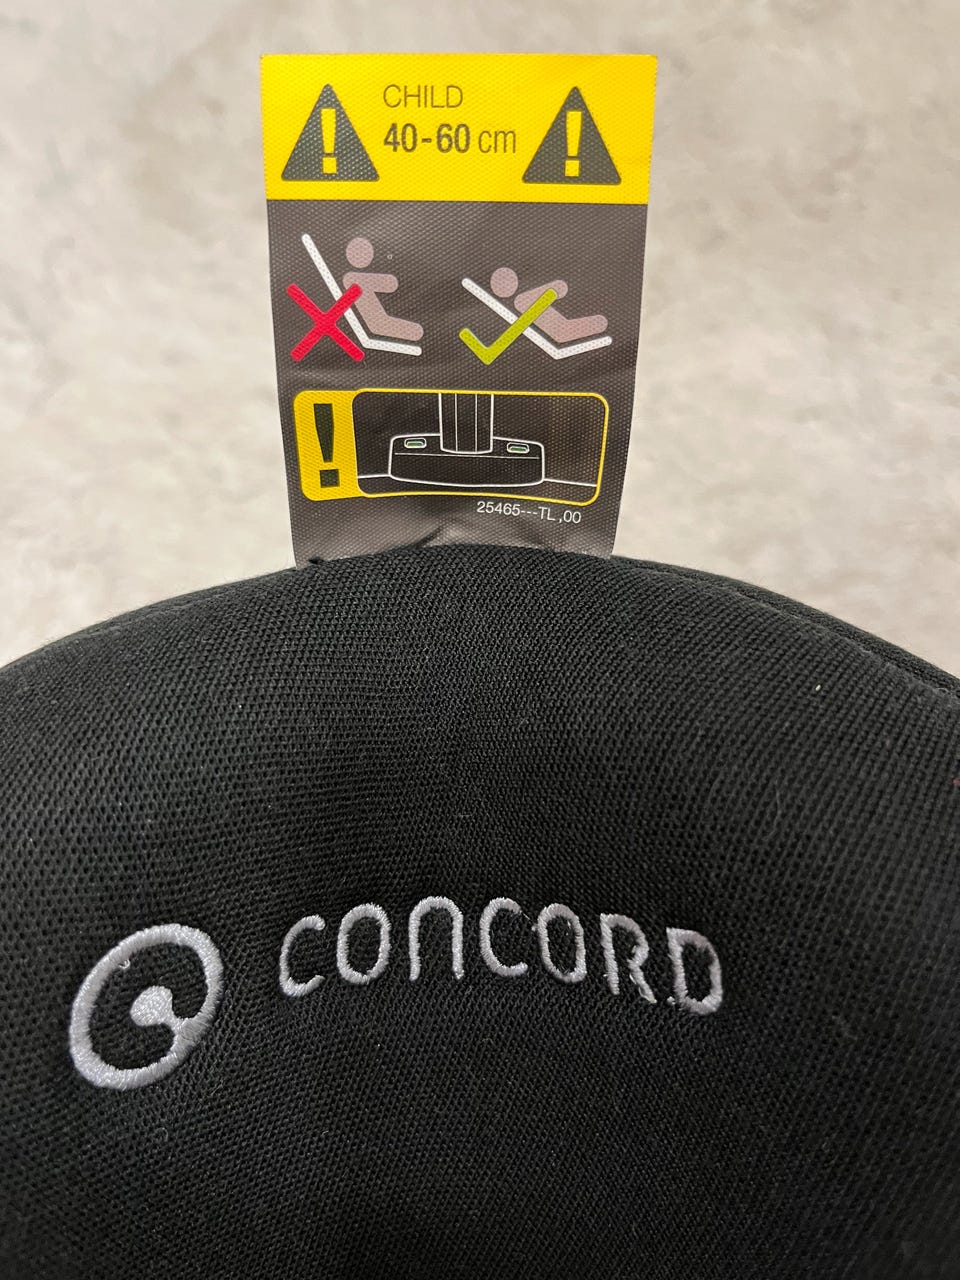 CHILD
40-60 cm
25465---TL,00
CONCORD